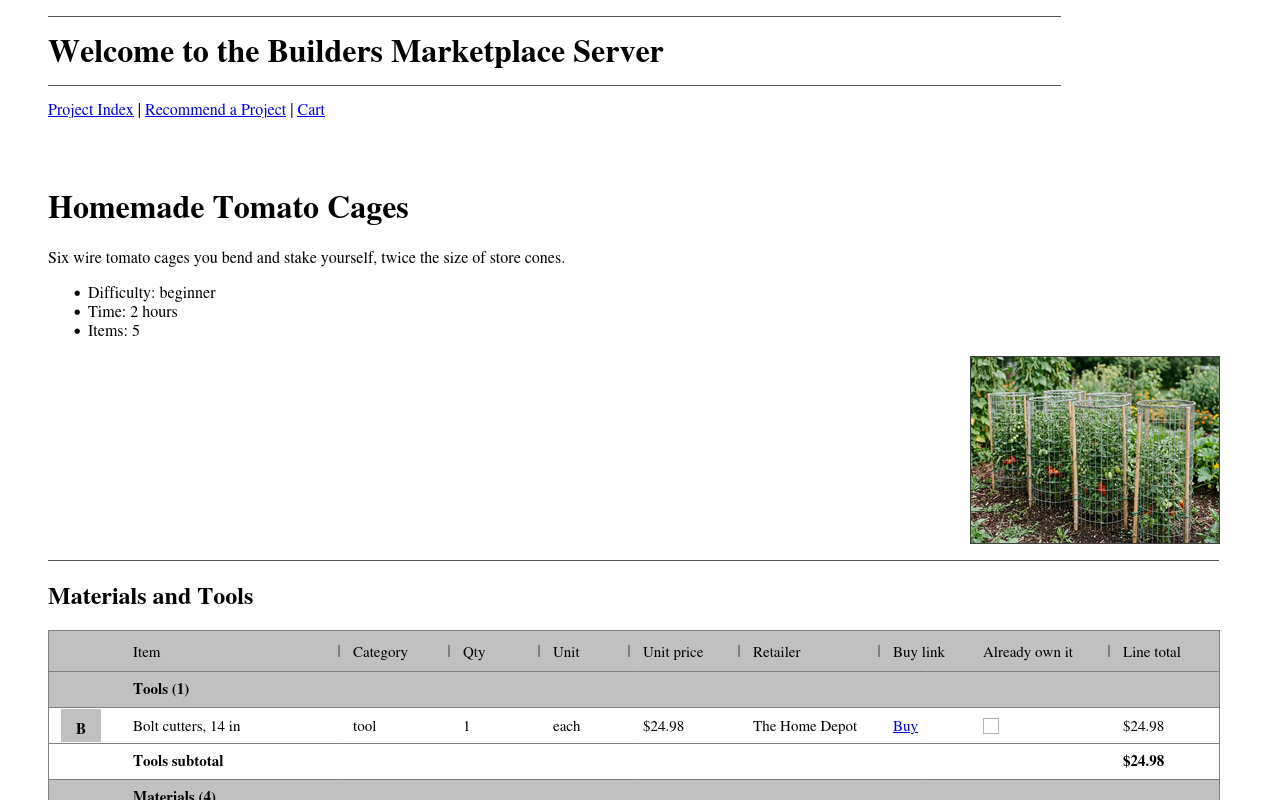 Welcome to the Builders Marketplace Server
Project Index | Recommend a Project | Cart
Homemade Tomato Cages
Six wire tomato cages you bend and stake yourself, twice the size of store cones.
Difficulty: beginner
Time: 2 hours
Items: 5
Materials and Tools
Item Category Qty Unit Unit price Retailer Buy link Already own it Line total
Tools (1)
B Bolt cutters, 14 in tool 1 each $24.98 The Home Depot Buy $24.98
Tools subtotal $24.98
Materials (4)